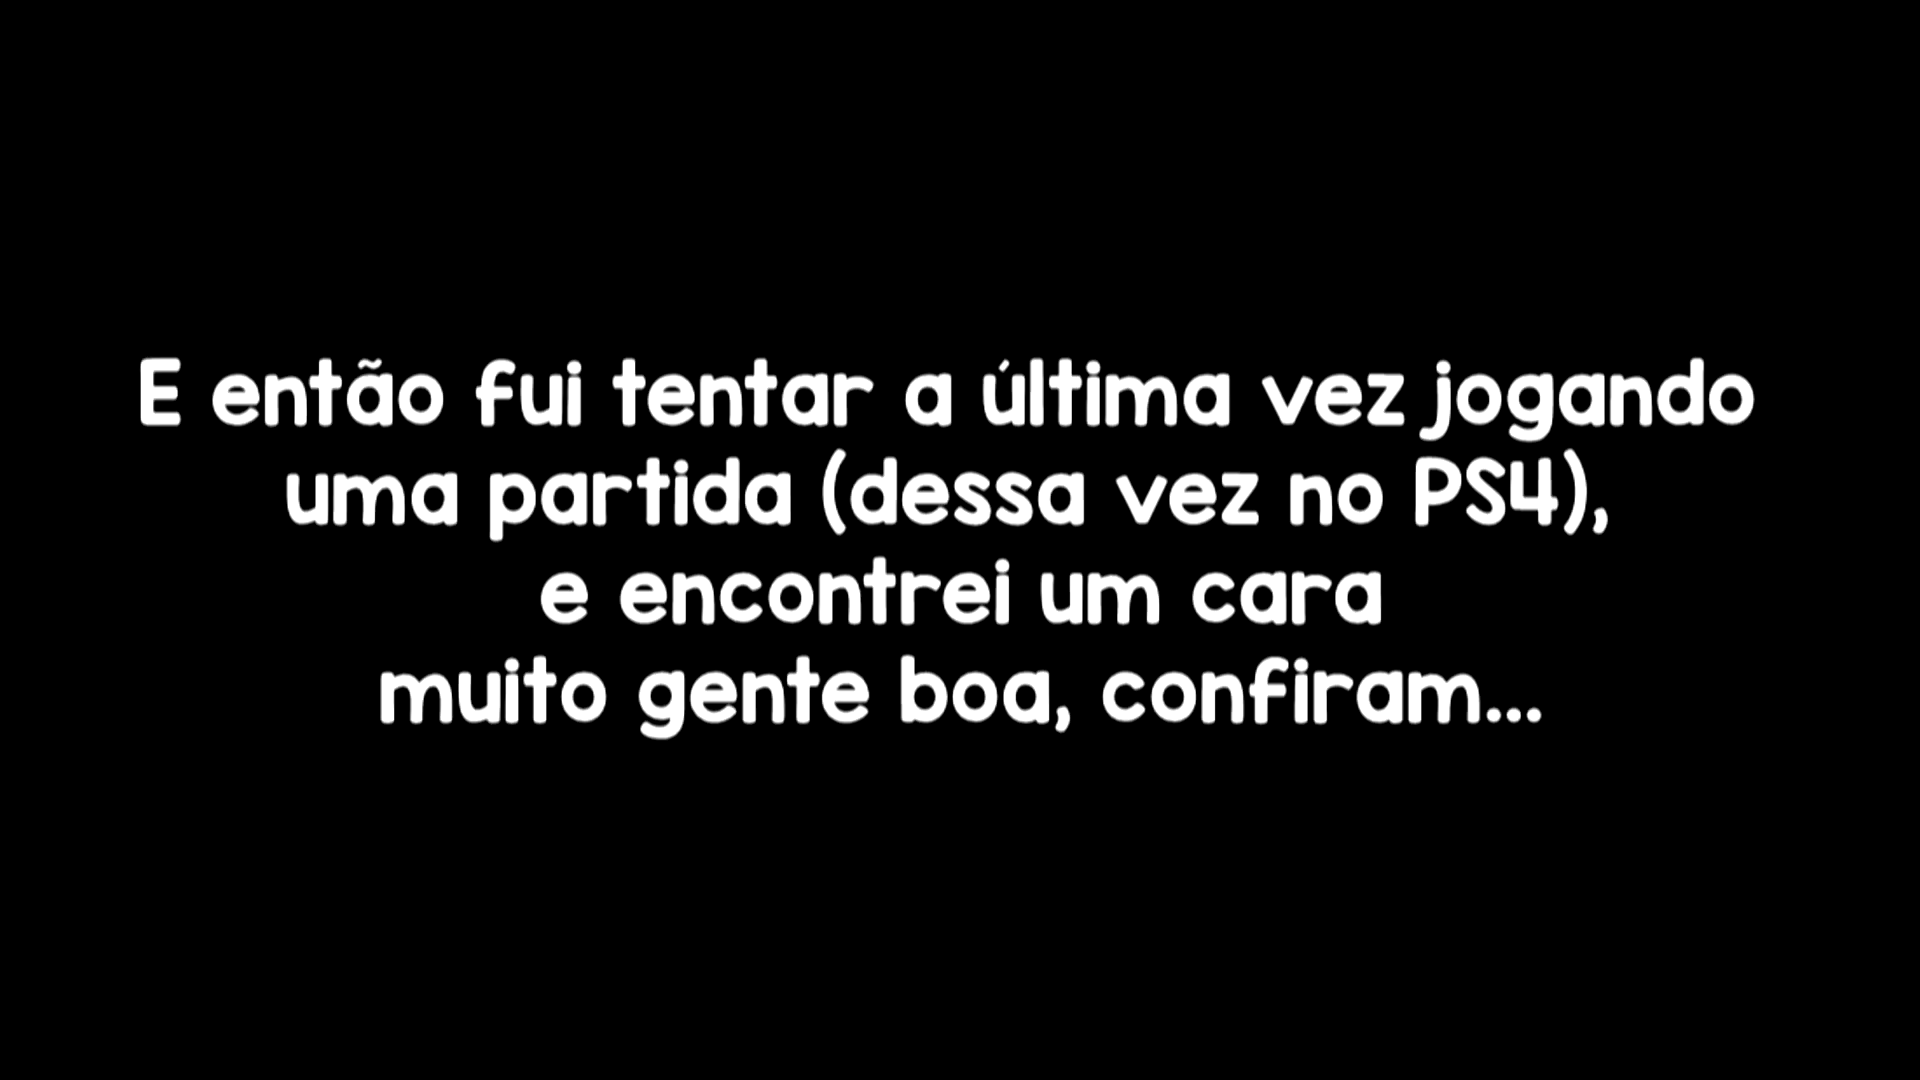 E então fui tentar a última vez jogando
uma partida (dessa vez no PS4),
e encontrei um cara
muito gente boa, confiram...